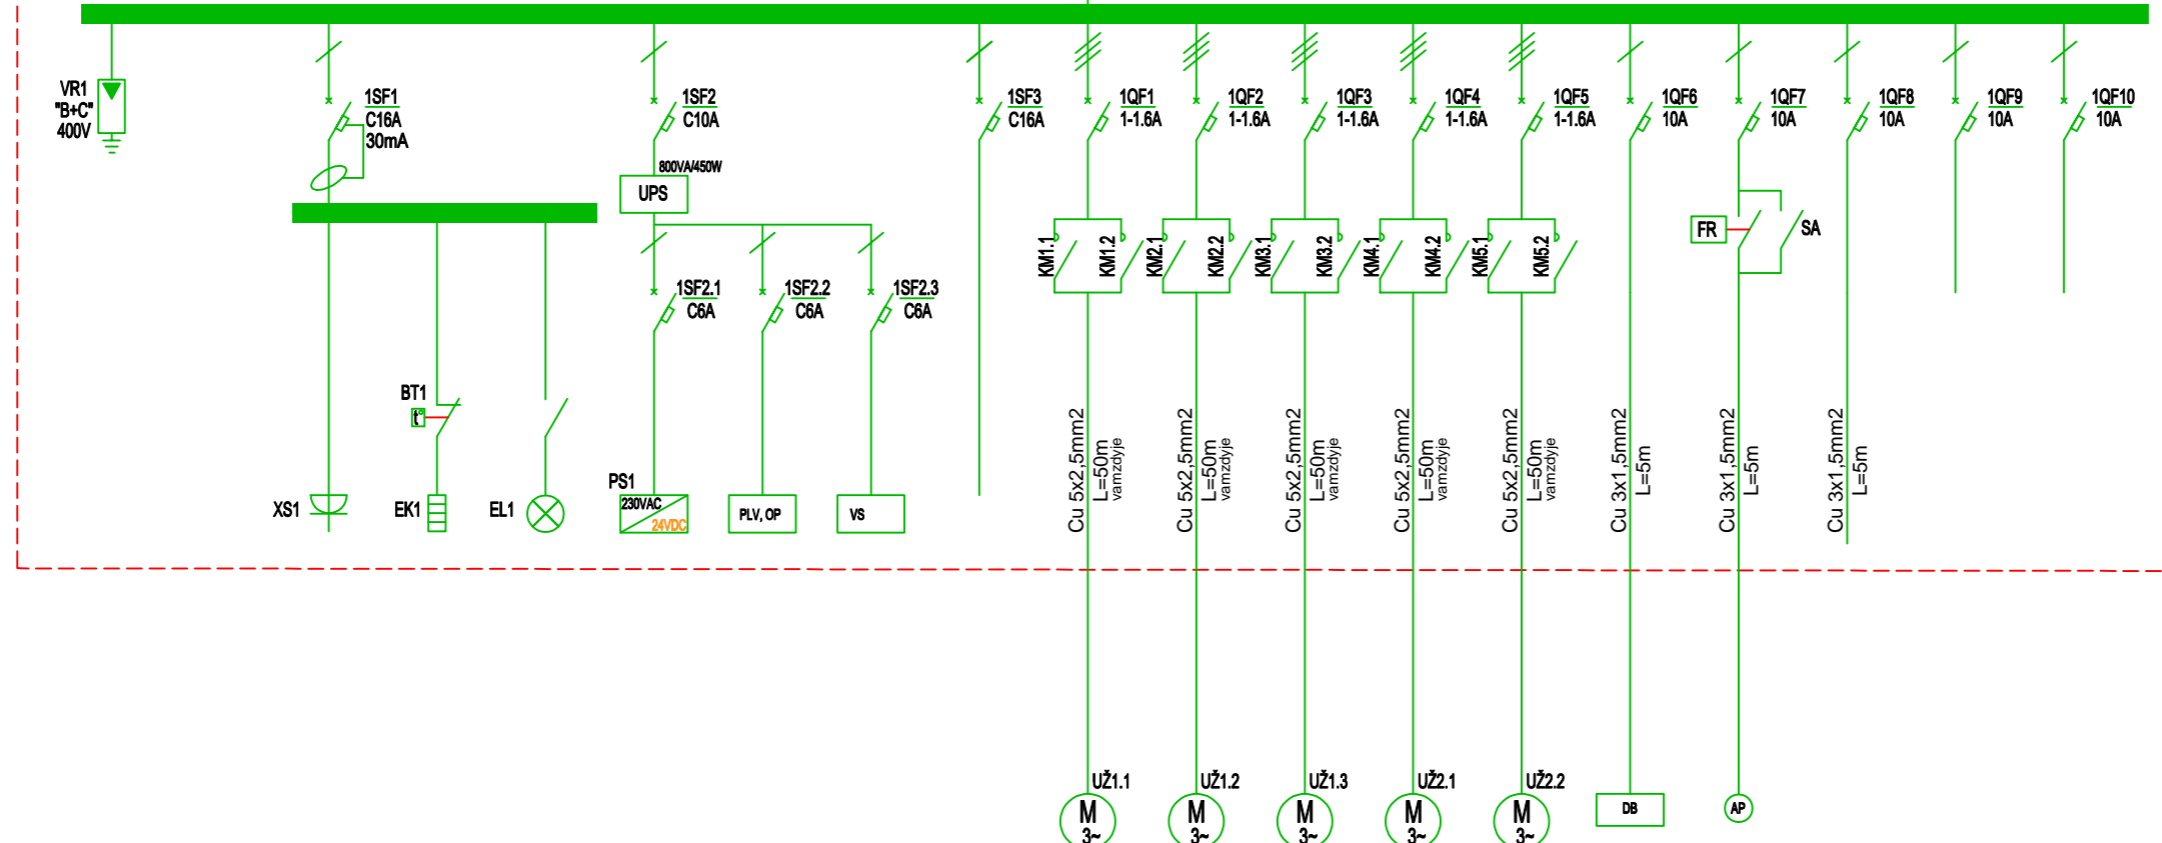 VR1
"B+C"
400V
1SF1
C16A
30mA
1SF2
C10A
800VA/450W
UPS
1SF3
C16A
1QF1
1-1.6A
1QF2
1-1.6A
1QF3
1-1.6A
1QF4
1-1.6A
1QF5
1-1.6A
1QF6
10A
1QF7
10A
1QF8
10A
1QF9
10A
1QF10
10A
KM1.1
KM1.2
KM2.1
KM2.2
KM3.1
KM3.2
KM4.1
KM4.2
KM5.1
KM5.2
FR
SA
1SF2.1
C6A
1SF2.2
C6A
1SF2.3
C6A
BT1
t°
XS1
EK1
EL1
PS1
230VAC
24VDC
PLV, OP
VS
Cu 5x2,5mm2
L=50m
vamzdyje
Cu 5x2,5mm2
L=50m
vamzdyje
Cu 5x2,5mm2
L=50m
vamzdyje
Cu 5x2,5mm2
L=50m
vamzdyje
Cu 5x2,5mm2
L=50m
vamzdyje
Cu 3x1,5mm2
L=5m
Cu 3x1,5mm2
L=5m
Cu 3x1,5mm2
L=5m
UŽ1.1
M
3~
UŽ1.2
M
3~
UŽ1.3
M
3~
UŽ2.1
M
3~
UŽ2.2
M
3~
DB
AP